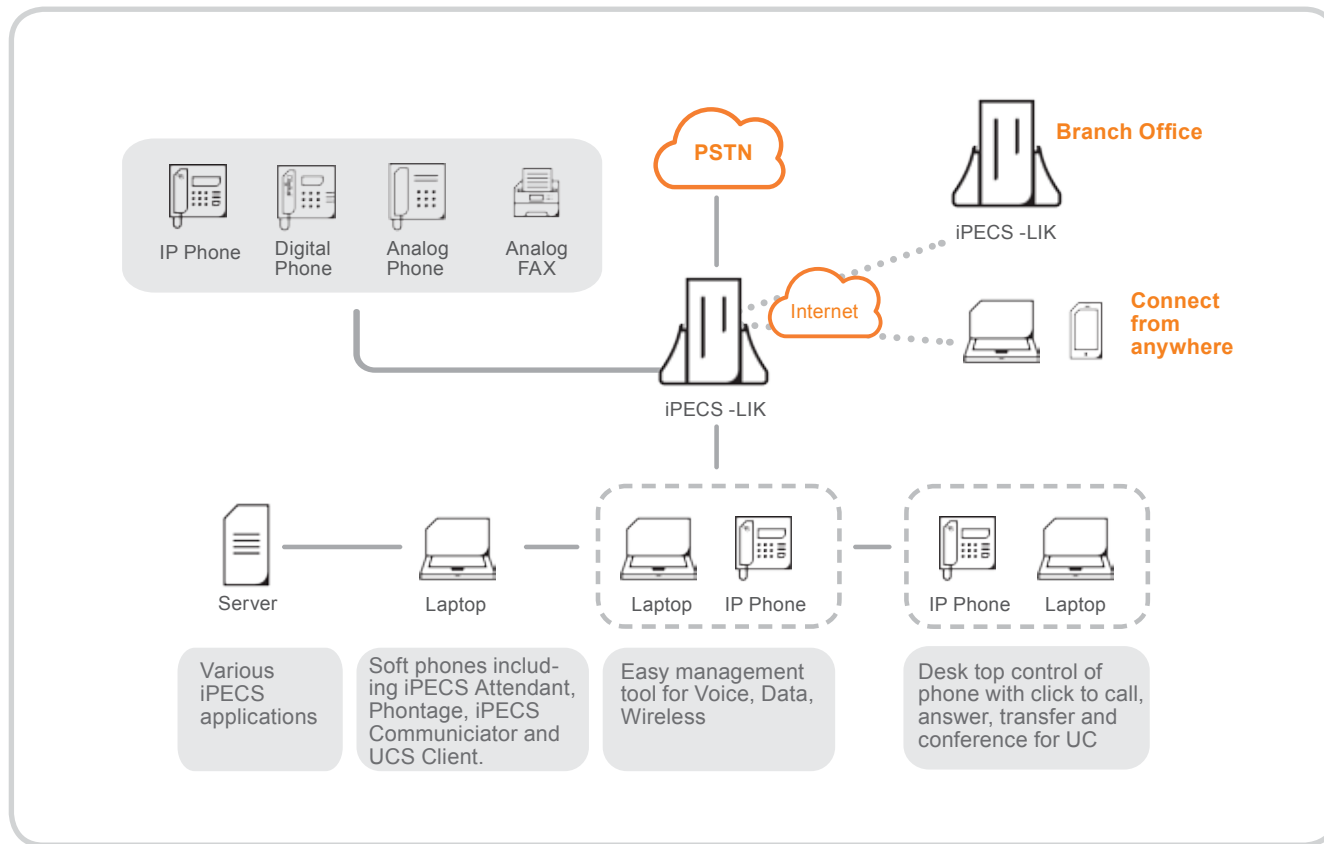 PSTN
Branch Office
iPECS -LIK
IP Phone
Digital
Phone
Analog
Phone
Analog
FAX
Internet
Connect
from
anywhere
iPECS -LIK
Server
Laptop
Laptop
IP Phone
IP Phone
Laptop
Various
iPECS
applications
Soft phones includ-
ing iPECS Attendant,
Phontage, iPECS
Communiciator and
UCS Client.
Easy management
tool for Voice, Data,
Wireless
Desk top control of
phone with click to call,
answer, transfer and
conference for UC